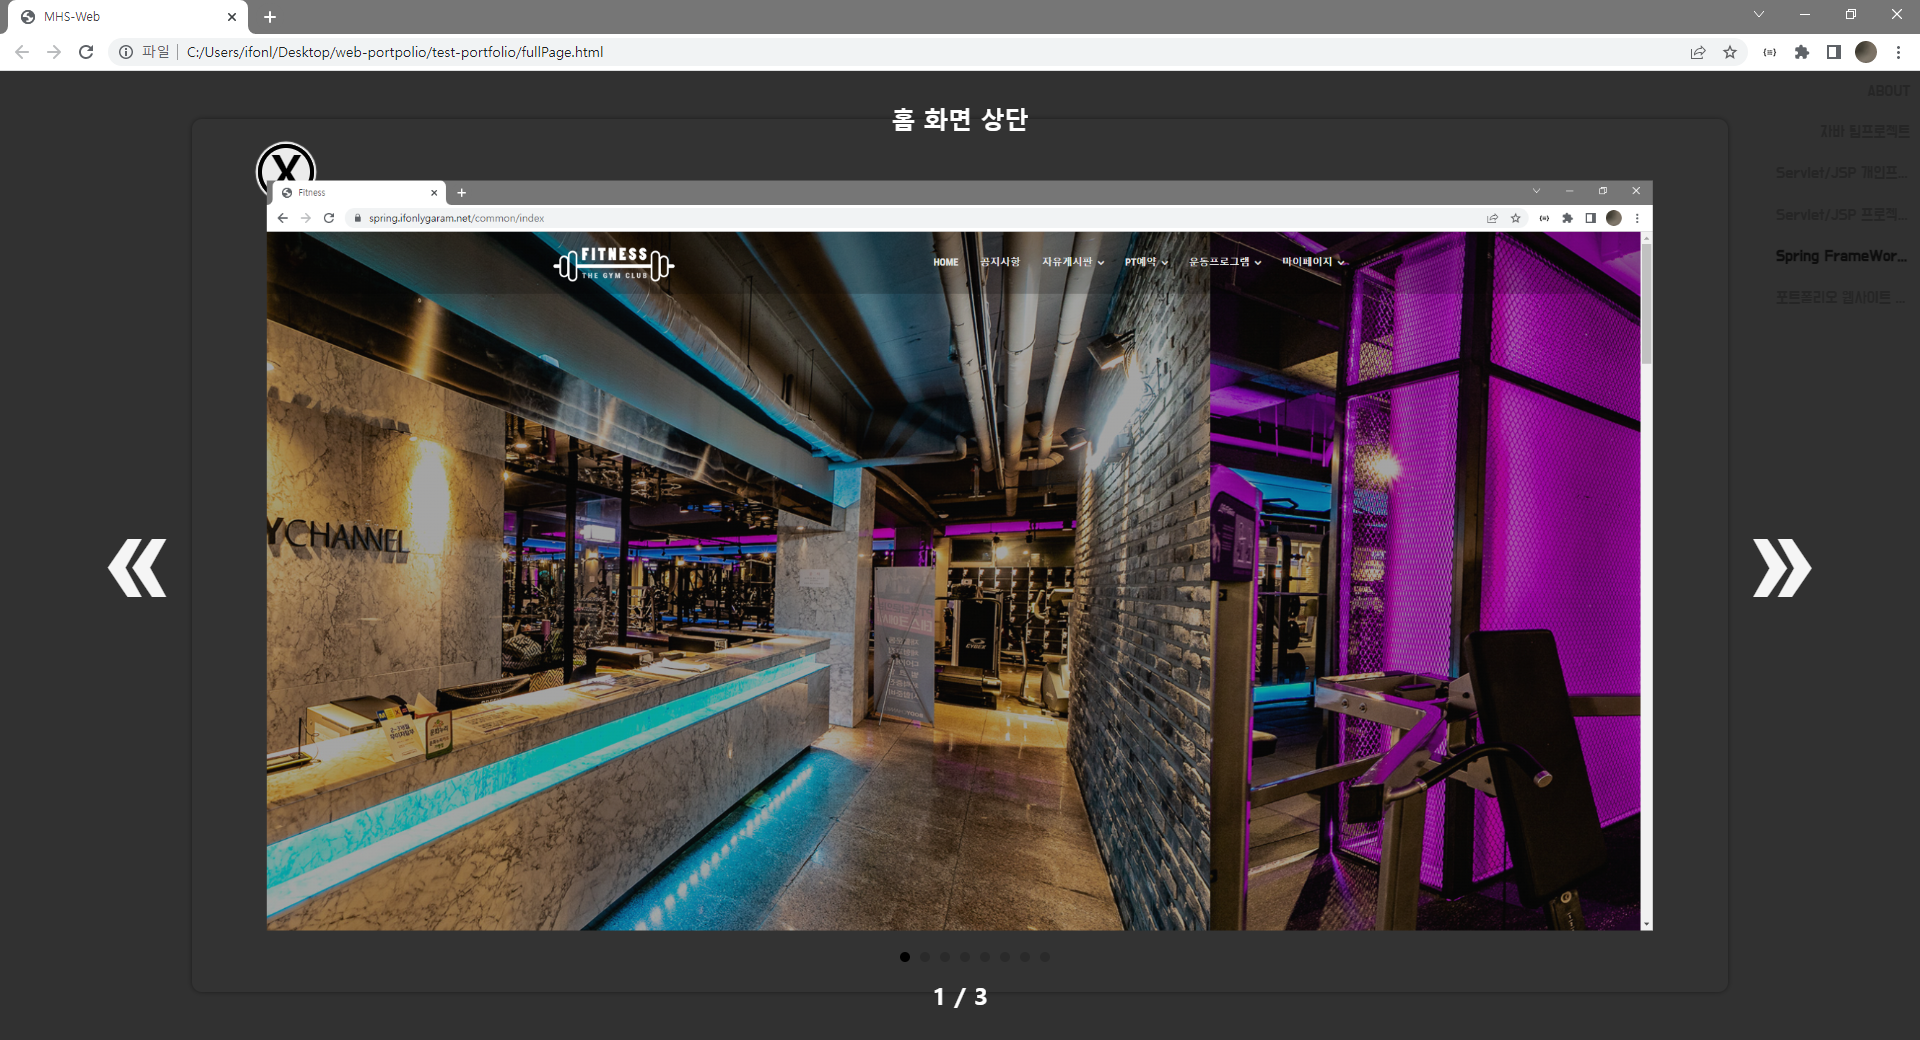 MHS-Web
파일 C:/Users/ifonl/Desktop/web-portpolio/test-portfolio/fullPage.html
ABOUT
자바 팀프로젝트
Servlet/JSP 개인프...
Servlet/JSP 프로젝...
Spring FrameWor...
포트폴리오 웹사이트 ...
홈 화면 상단
X
Fitness
spring.ifonlygaram.net/common/index
FITNESS
THE GYM CLUB
HOME 공지사항 자유게시판 PT예약 운동프로그램 마이페이지
YCHANNEL
CYBEX
1 / 3